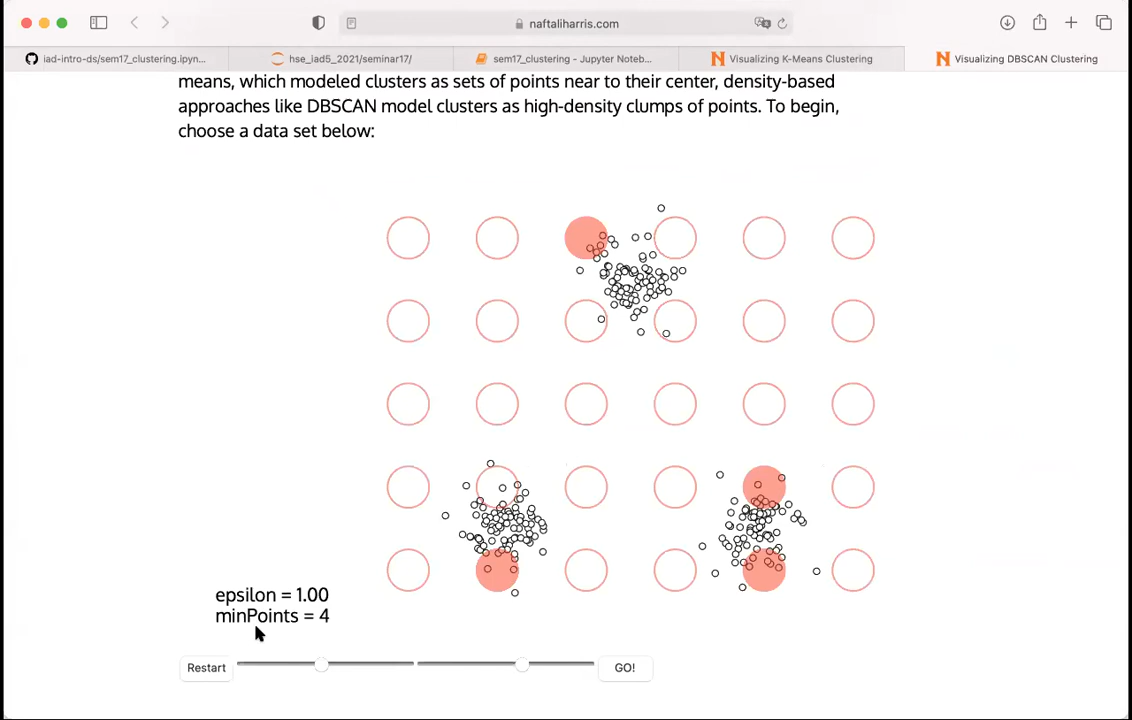 naftaliharris.com
iad-intro-ds/sem17_clustering.ipyn...
hse_iad5_2021/seminar17/
sem17_clustering - Jupyter Noteb...
Visualizing K-Means Clustering
Visualizing DBSCAN Clustering
means, which modeled clusters as sets of points near to their center, density-based
approaches like DBSCAN model clusters as high-density clumps of points. To begin,
choose a data set below:
epsilon = 1.00
minPoints = 4
Restart
GO!